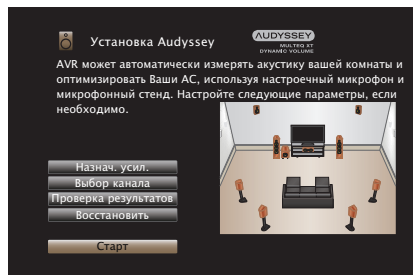 Установка Audyssey
AUDYSSEY
MULTEQ XT
DYNAMIC VOLUME
AVR может автоматически измерять акустику вашей комнаты и
оптимизировать Ваши АС, используя настроечный микрофон и
микрофонный стенд. Настройте следующие параметры, если
необходимо.
Назнач. усил.
Выбор канала
Проверка результатов
Восстановить
Старт